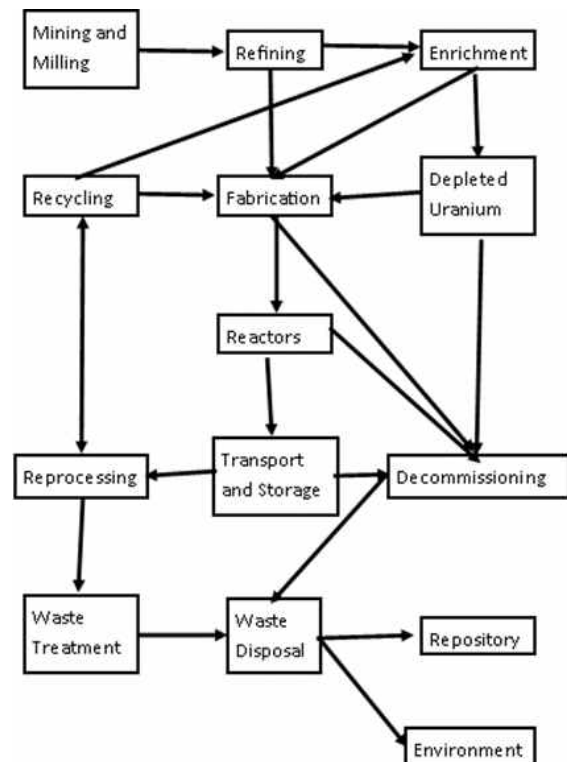 Mining and
Milling
Refining
Enrichment
Recycling
Fabrication
Depleted
Uranium
Reactors
Reprocessing
Transport
and Storage
Decommissioning
Waste
Treatment
Waste
Disposal
Repository
Environment